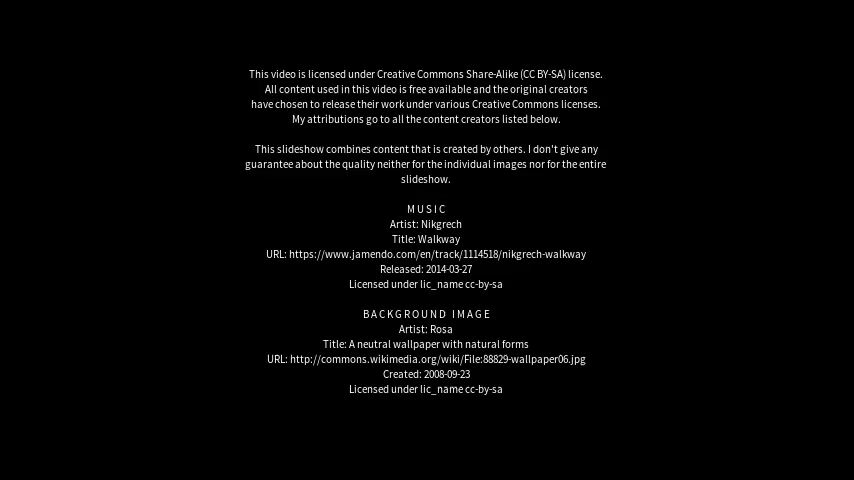 This video is licensed under Creative Commons Share-Alike (CC BY-SA) license.
All content used in this video is free available and the original creators
have chosen to release their work under various Creative Commons licenses.
My attributions go to all the content creators listed below.
This slideshow combines content that is created by others. I don't give any
guarantee about the quality neither for the individual images nor for the entire
slideshow.
MUSIC
Artist: Nikgrech
Title: Walkway
URL: https://www.jamendo.com/en/track/1114518/nikgrech-walkway
Released: 2014-03-27
Licensed under lic_name cc-by-sa
BACKGROUND IMAGE
Artist: Rosa
Title: A neutral wallpaper with natural forms
URL: http://commons.wikimedia.org/wiki/File:88829-wallpaper06.jpg
Created: 2008-09-23
Licensed under lic_name cc-by-sa